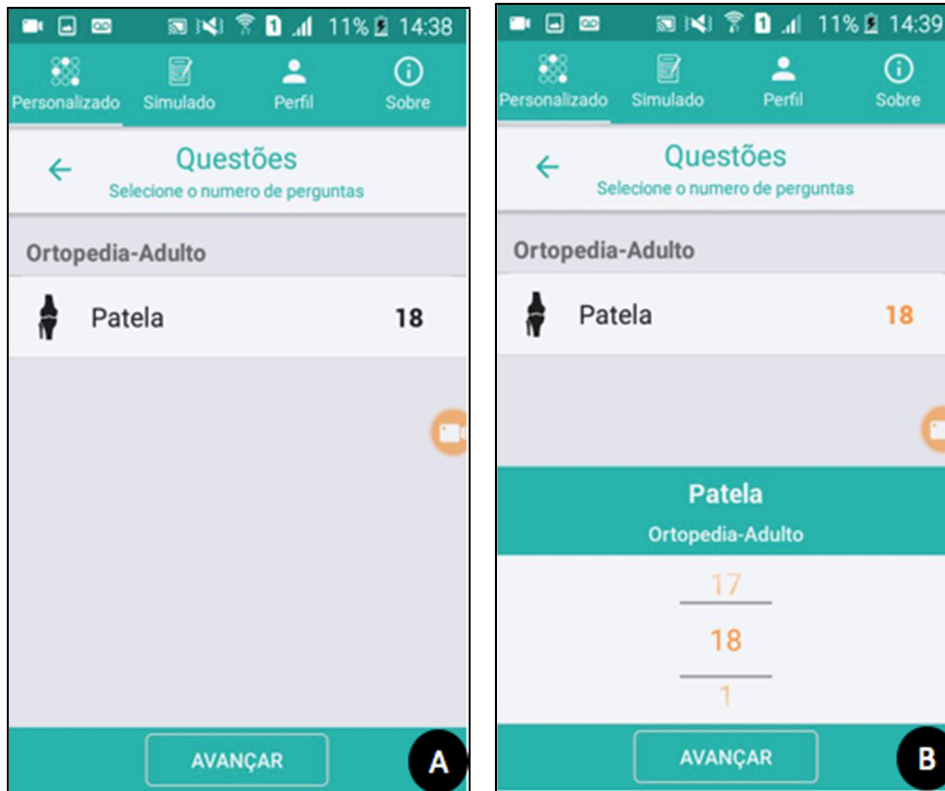 11% 14:38
Personalizado Simulado Perfil Sobre
Questões
Selecione o numero de perguntas
Ortopedia-Adulto
Patela 18
AVANÇAR
A
11% 14:39
Personalizado Simulado Perfil Sobre
Questões
Selecione o numero de perguntas
Ortopedia-Adulto
Patela 18
Patela
Ortopedia-Adulto
17
18
1
AVANÇAR
B